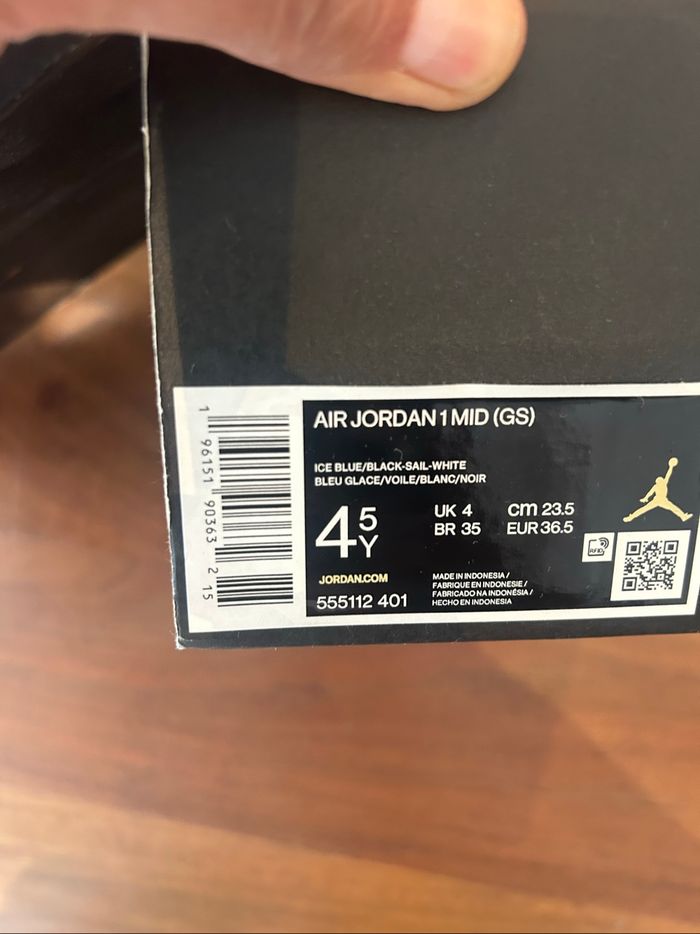 AIR JORDAN 1 MID (GS)
ICE BLUE/BLACK-SAIL-WHITE
BLEU GLACE/VOILE/BLANC/NOIR
4 5 Y
UK 4 cm 23.5
BR 35 EUR 36.5
RFID
JORDAN.COM
555112 401
MADE IN INDONESIA /
FABRIQUE EN INDONESIE /
FABRICADO NA INDONÉSIA /
HECHO EN INDONESIA
1 96151 90363 2 15